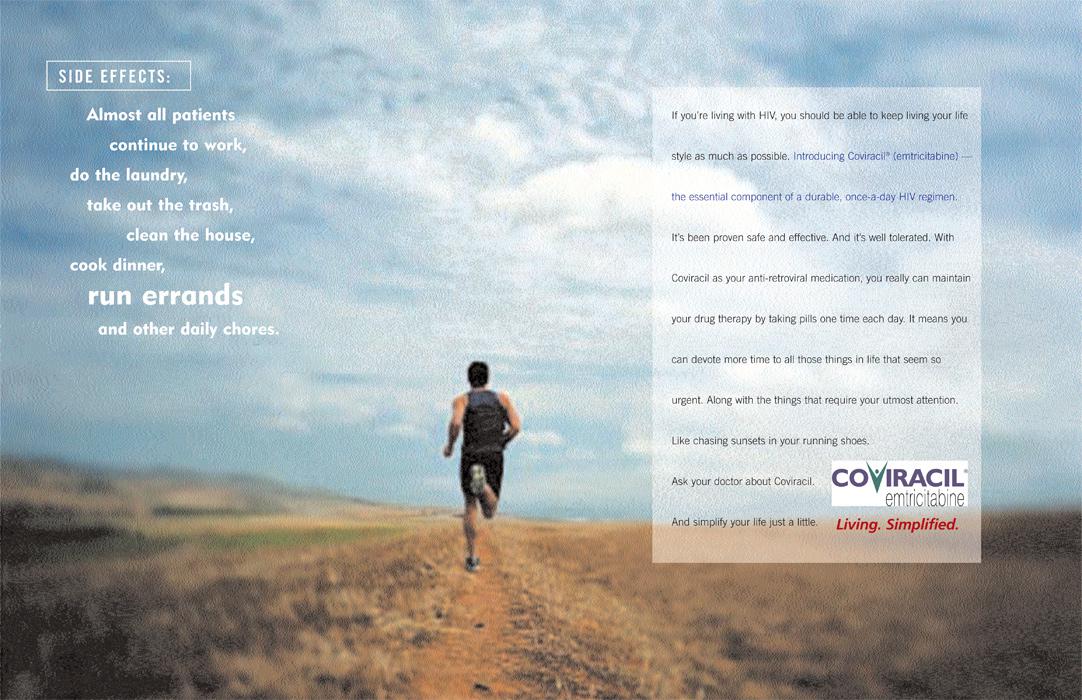 SIDE EFFECTS:
Almost all patients
continue to work,
do the laundry,
take out the trash,
clean the house,
cook dinner,
run errands
and other daily chores.
If you're living with HIV, you should be able to keep living your life
style as much as possible. Introducing Coviracil® (emtricitabine) —
the essential component of a durable, once-a-day HIV regimen.
It's been proven safe and effective. And it's well tolerated. With
Coviracil as your anti-retroviral medication, you really can maintain
your drug therapy by taking pills one time each day. It means you
can devote more time to all those things in life that seem so
urgent. Along with the things that require your utmost attention.
Like chasing sunsets in your running shoes.
Ask your doctor about Coviracil.
And simplify your life just a little.
COVIRACIL®
emtricitabine
Living. Simplified.